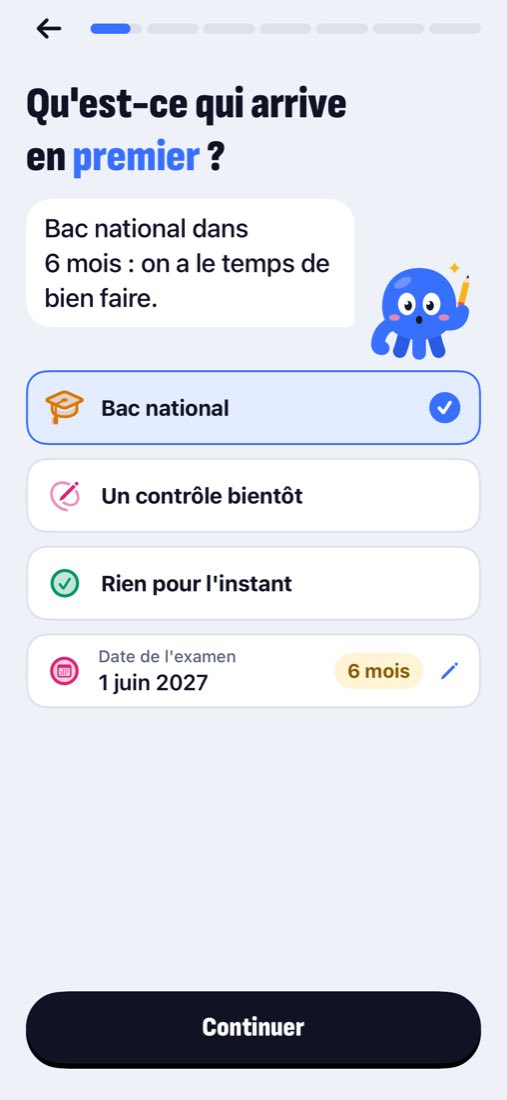 Qu'est-ce qui arrive
en premier ?
Bac national dans
6 mois : on a le temps de
bien faire.
Bac national
Un contrôle bientôt
Rien pour l'instant
Date de l'examen
1 juin 2027
6 mois
Continuer